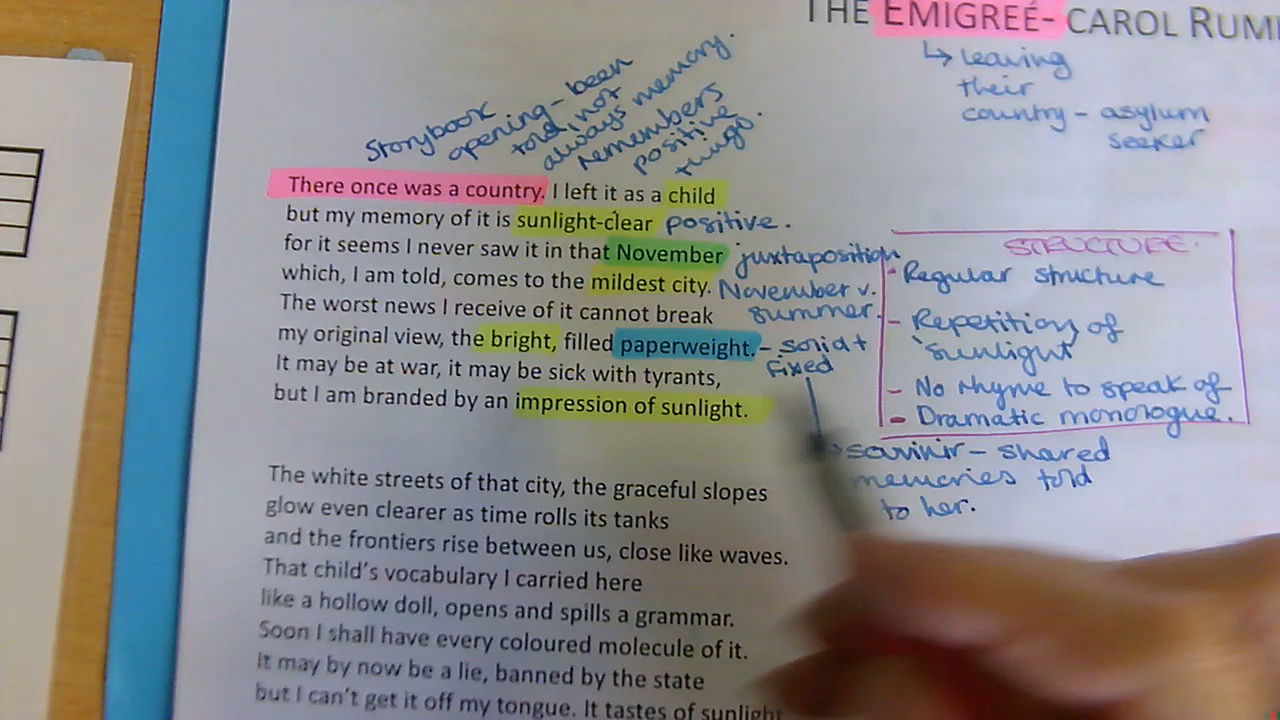 THE EMIGREÉ- CAROL RUM
↳ leaving
their
country - asylum
seeker
Storybook
opening - been
told, not
always memory.
remembers
positive
things.
There once was a country. I left it as a child
but my memory of it is sunlight-clear positive.
for it seems I never saw it in that November juxtaposition
which, I am told, comes to the mildest city. November v.
The worst news I receive of it cannot break summer.
my original view, the bright, filled paperweight. - solid +
fixed
It may be at war, it may be sick with tyrants,
but I am branded by an impression of sunlight.
STRUCTURE.
- Regular structure
- Repetition of
'sunlight'
- No rhyme to speak of
- Dramatic monologue.
souvinir - shared
memories told
to her.
The white streets of that city, the graceful slopes
glow even clearer as time rolls its tanks
and the frontiers rise between us, close like waves.
That child's vocabulary I carried here
like a hollow doll, opens and spills a grammar.
Soon I shall have every coloured molecule of it.
It may by now be a lie, banned by the state
but I can't get it off my tongue. It tastes of sunlight